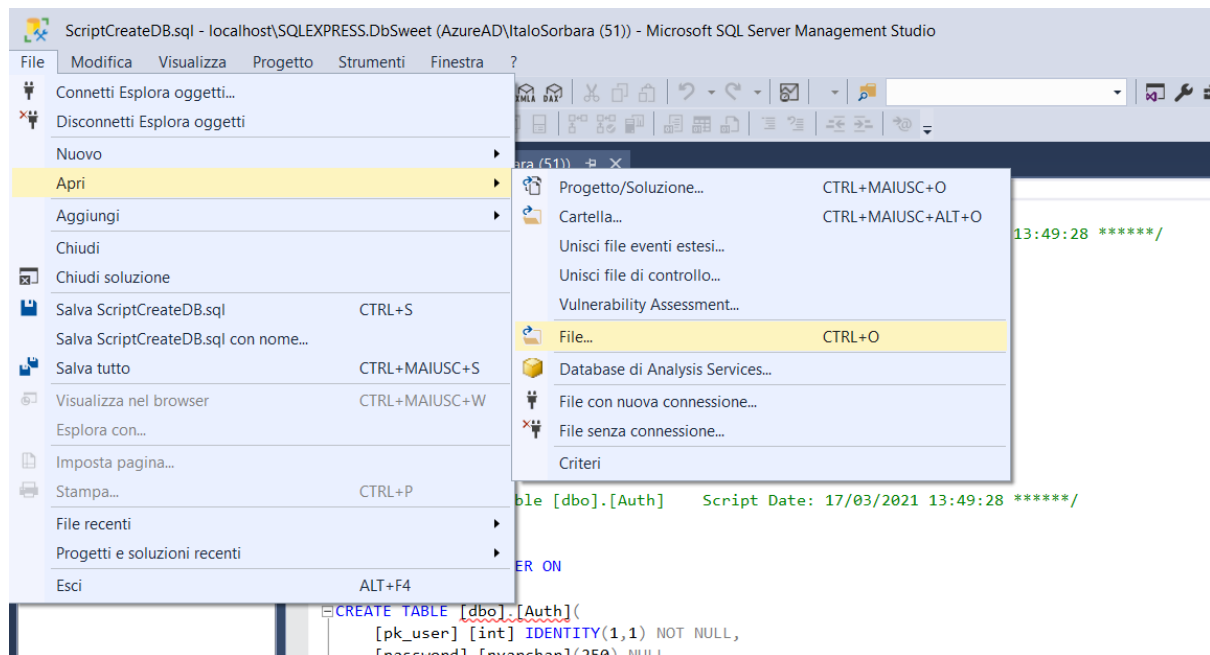 ScriptCreateDB.sql - localhost\SQLEXPRESS.DbSweet (AzureAD\ItaloSorbara (51)) - Microsoft SQL Server Management Studio
File Modifica Visualizza Progetto Strumenti Finestra ?
Connetti Esplora oggetti...
Disconnetti Esplora oggetti
Nuovo
Apri
Aggiungi
Chiudi
Chiudi soluzione
Salva ScriptCreateDB.sql CTRL+S
Salva ScriptCreateDB.sql con nome...
Salva tutto CTRL+MAIUSC+S
Visualizza nel browser CTRL+MAIUSC+W
Esplora con...
Imposta pagina...
Stampa... CTRL+P
File recenti
Progetti e soluzioni recenti
Esci ALT+F4
XMLA DAX
ara (51))
Progetto/Soluzione... CTRL+MAIUSC+O
Cartella... CTRL+MAIUSC+ALT+O
Unisci file eventi estesi...
Unisci file di controllo...
Vulnerability Assessment...
File... CTRL+O
Database di Analysis Services...
File con nuova connessione...
File senza connessione...
Criteri
13:49:28 ******/
ble [dbo].[Auth] Script Date: 17/03/2021 13:49:28 ******/
ER ON
CREATE TABLE [dbo].[Auth](
[pk_user] [int] IDENTITY(1,1) NOT NULL,
[password] [nvarchar](250) NULL